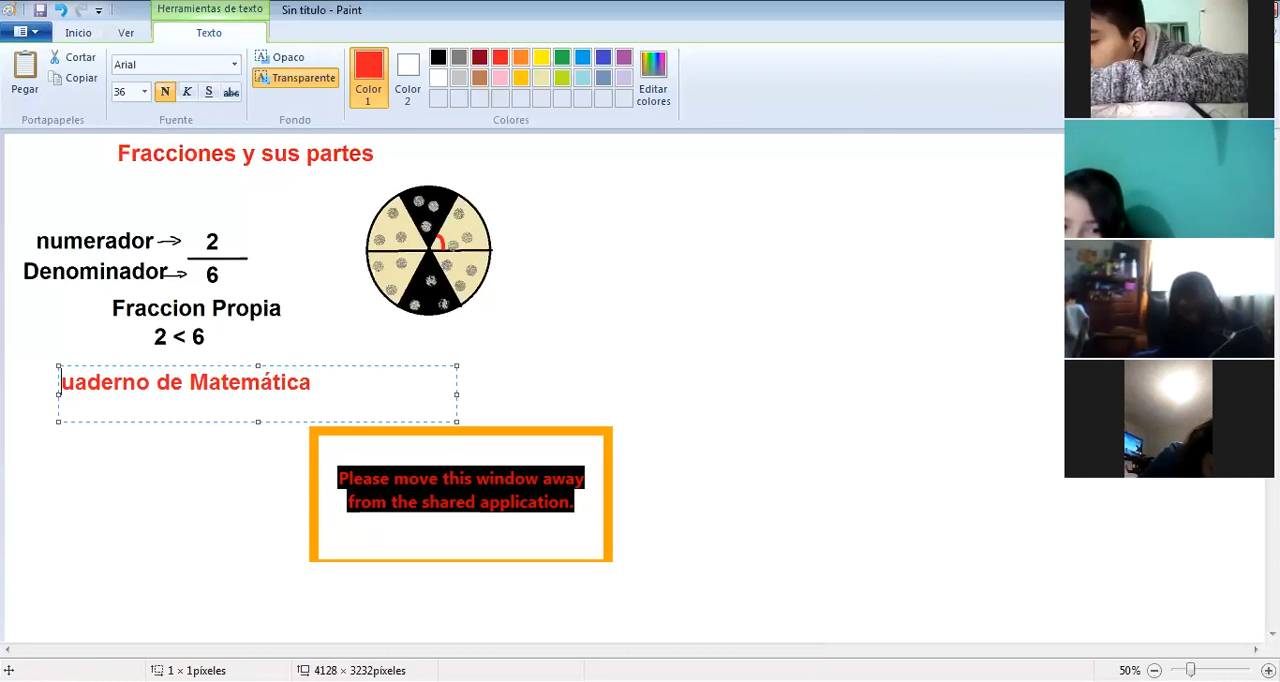 Herramientas de texto
Sin título - Paint
Inicio
Ver
Texto
Pegar
Cortar
Copiar
Portapapeles
Arial
36
N K S abc
Fuente
Opaco
Transparente
Fondo
Color 1
Color 2
Editar colores
Colores
Fracciones y sus partes
numerador 2
Denominador 6
Fraccion Propia
2 < 6
uaderno de Matemática
Please move this window away
from the shared application.
1 × 1píxeles
4128 × 3232píxeles
50%